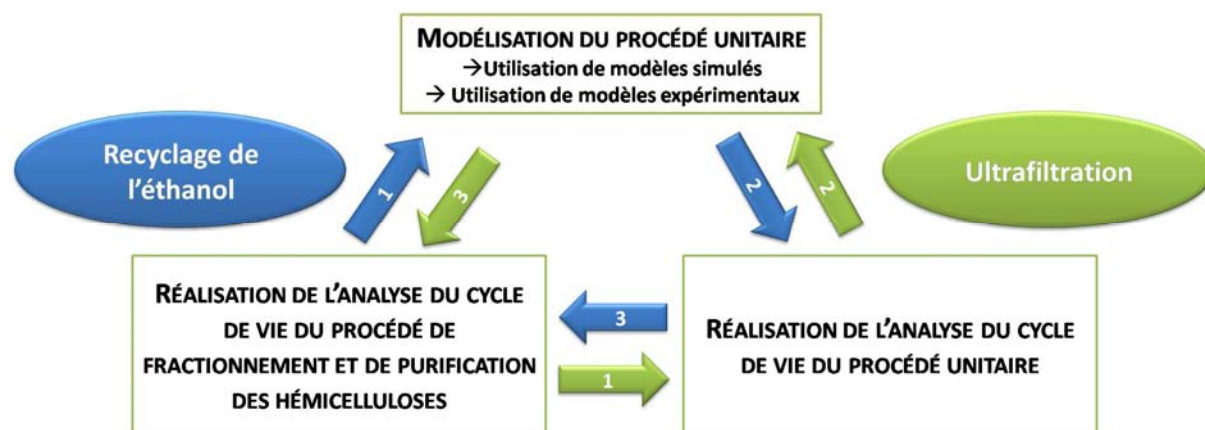 MODÉLISATION DU PROCÉDÉ UNITAIRE
→Utilisation de modèles simulés
→ Utilisation de modèles expérimentaux
Recyclage de
l'éthanol
1
3
2
2
Ultrafiltration
RÉALISATION DE L'ANALYSE DU CYCLE
DE VIE DU PROCÉDÉ DE
FRACTIONNEMENT ET DE PURIFICATION
DES HÉMICELLULOSES
3
1
RÉALISATION DE L'ANALYSE DU CYCLE
DE VIE DU PROCÉDÉ UNITAIRE